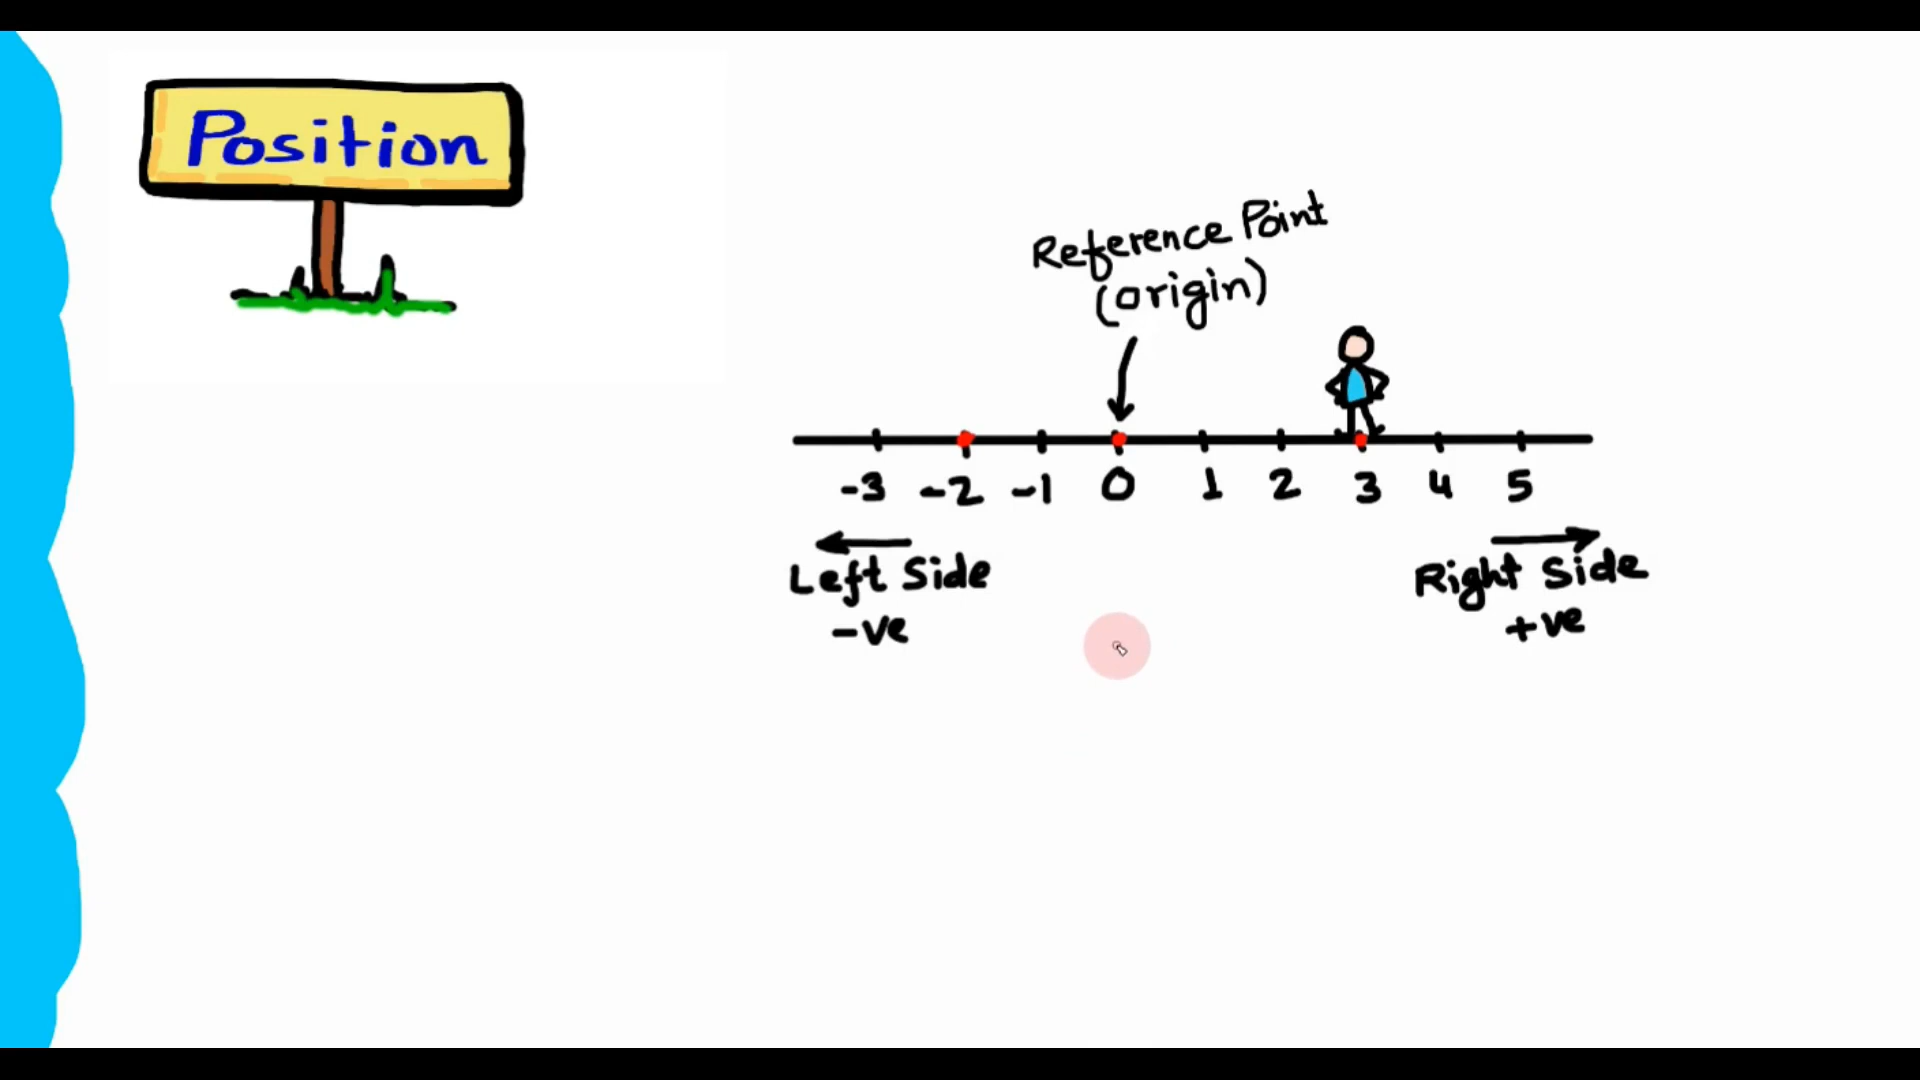 Position
Reference Point
(origin)
-3 -2 -1 0 1 2 3 4 5
Left Side
-ve
Right Side
+ve